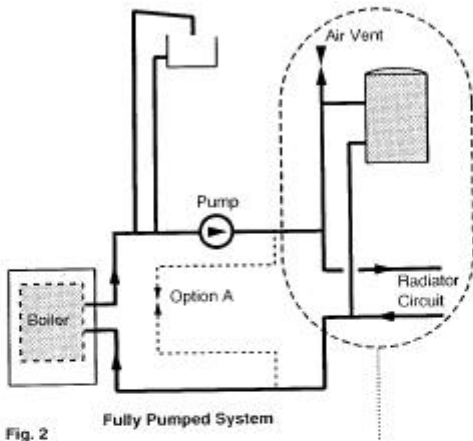 Air Vent
Pump
Option A
Radiator
Circuit
Boiler
Fully Pumped System
Fig. 2